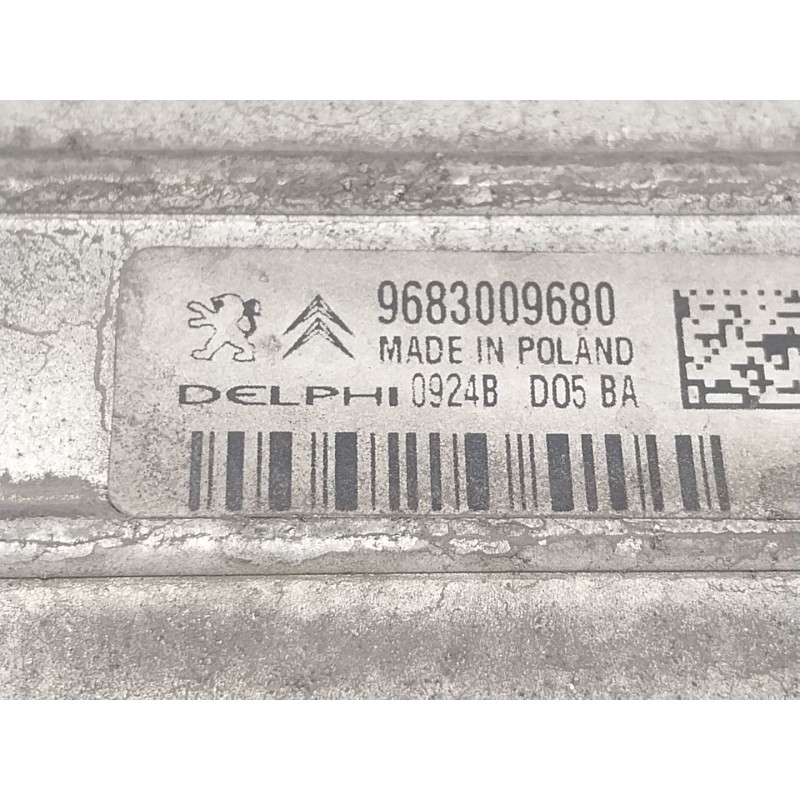 9683009680
MADE IN POLAND
DELPHI 0924B D05 BA